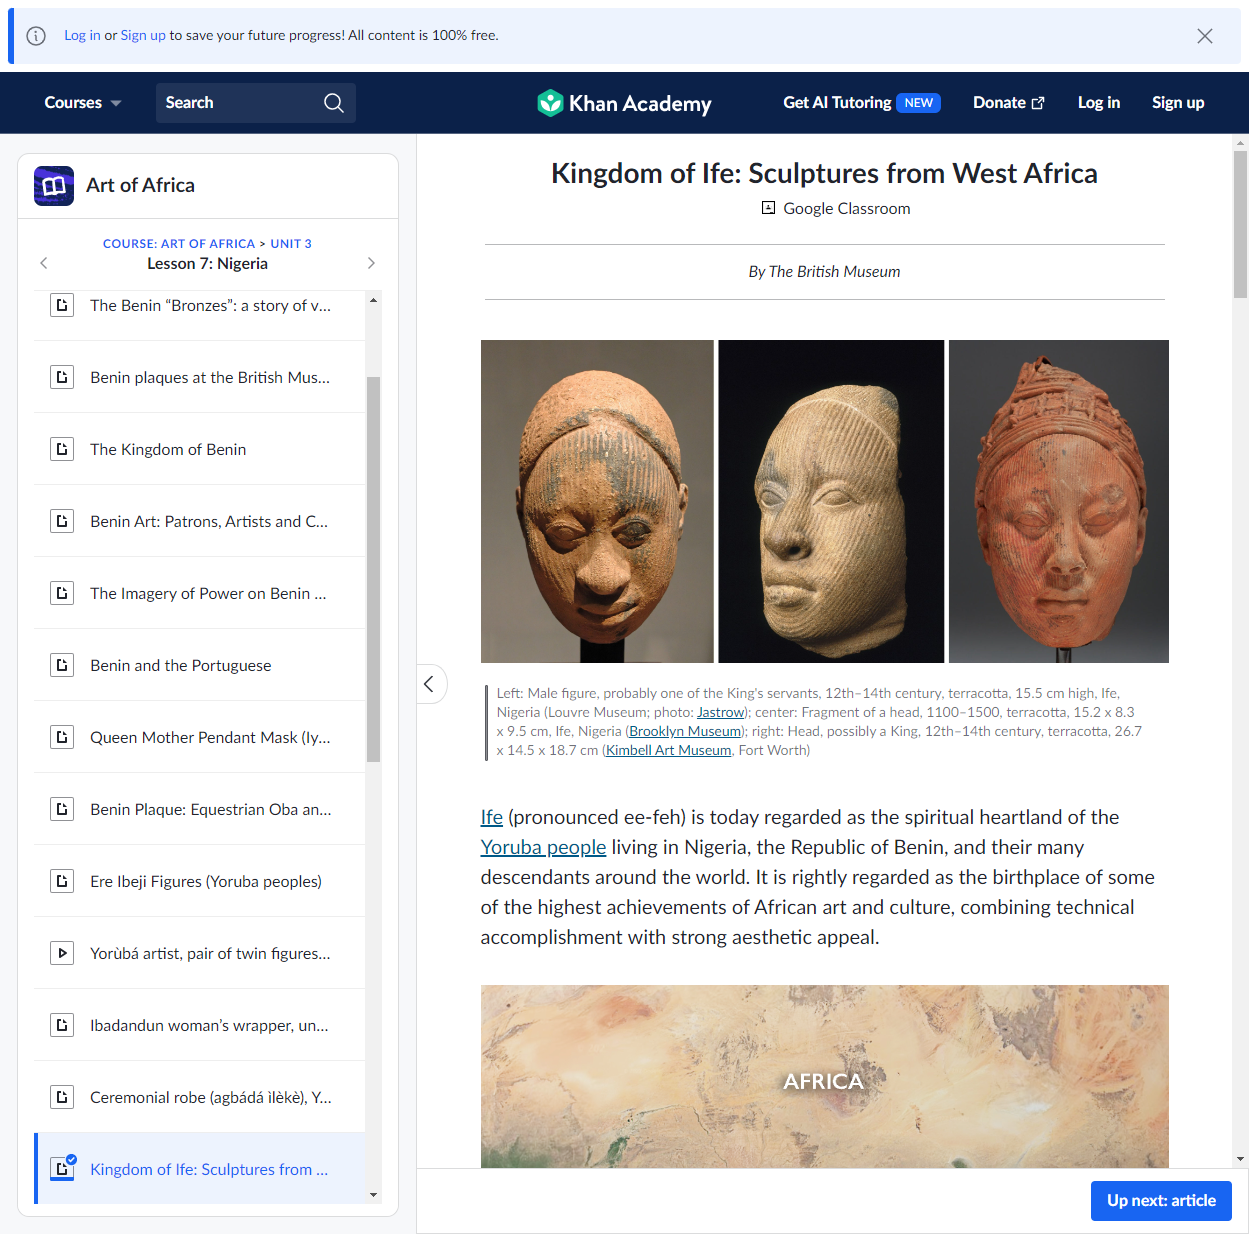 Log in or Sign up to save your future progress! All content is 100% free.
Courses
Search
Khan Academy
Get AI Tutoring NEW
Donate
Log in
Sign up
Art of Africa
COURSE: ART OF AFRICA > UNIT 3
Lesson 7: Nigeria
The Benin “Bronzes”: a story of v...
Benin plaques at the British Mus...
The Kingdom of Benin
Benin Art: Patrons, Artists and C...
The Imagery of Power on Benin ...
Benin and the Portuguese
Queen Mother Pendant Mask (Iy...
Benin Plaque: Equestrian Oba an...
Ere Ibeji Figures (Yoruba peoples)
Yorùbá artist, pair of twin figures...
Ibadandun woman’s wrapper, un...
Ceremonial robe (agbádá ìlèkè), Y...
Kingdom of Ife: Sculptures from ...
Kingdom of Ife: Sculptures from West Africa
Google Classroom
By The British Museum
Left: Male figure, probably one of the King's servants, 12th–14th century, terracotta, 15.5 cm high, Ife,
Nigeria (Louvre Museum; photo: Jastrow); center: Fragment of a head, 1100–1500, terracotta, 15.2 x 8.3
x 9.5 cm, Ife, Nigeria (Brooklyn Museum); right: Head, possibly a King, 12th–14th century, terracotta, 26.7
x 14.5 x 18.7 cm (Kimbell Art Museum, Fort Worth)
Ife (pronounced ee-feh) is today regarded as the spiritual heartland of the
Yoruba people living in Nigeria, the Republic of Benin, and their many
descendants around the world. It is rightly regarded as the birthplace of some
of the highest achievements of African art and culture, combining technical
accomplishment with strong aesthetic appeal.
AFRICA
Up next: article